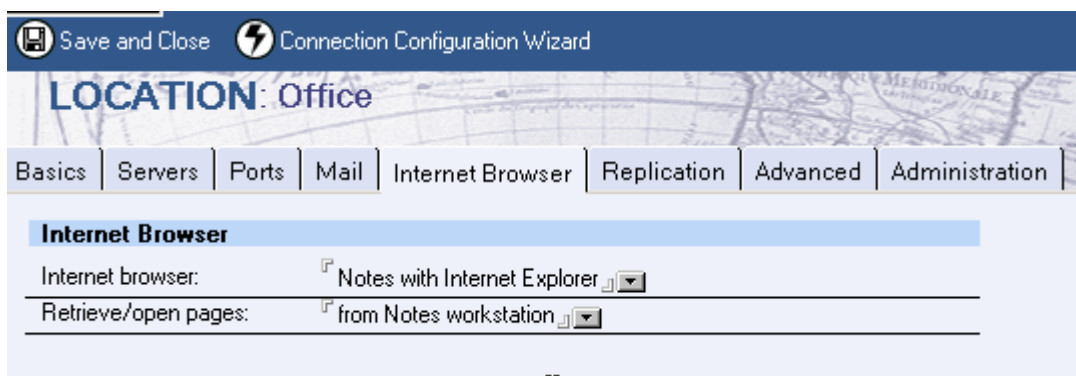 Save and Close Connection Configuration Wizard
LOCATION: Office
Basics Servers Ports Mail Internet Browser Replication Advanced Administration
Internet Browser
Internet browser: Notes with Internet Explorer
Retrieve/open pages: from Notes workstation